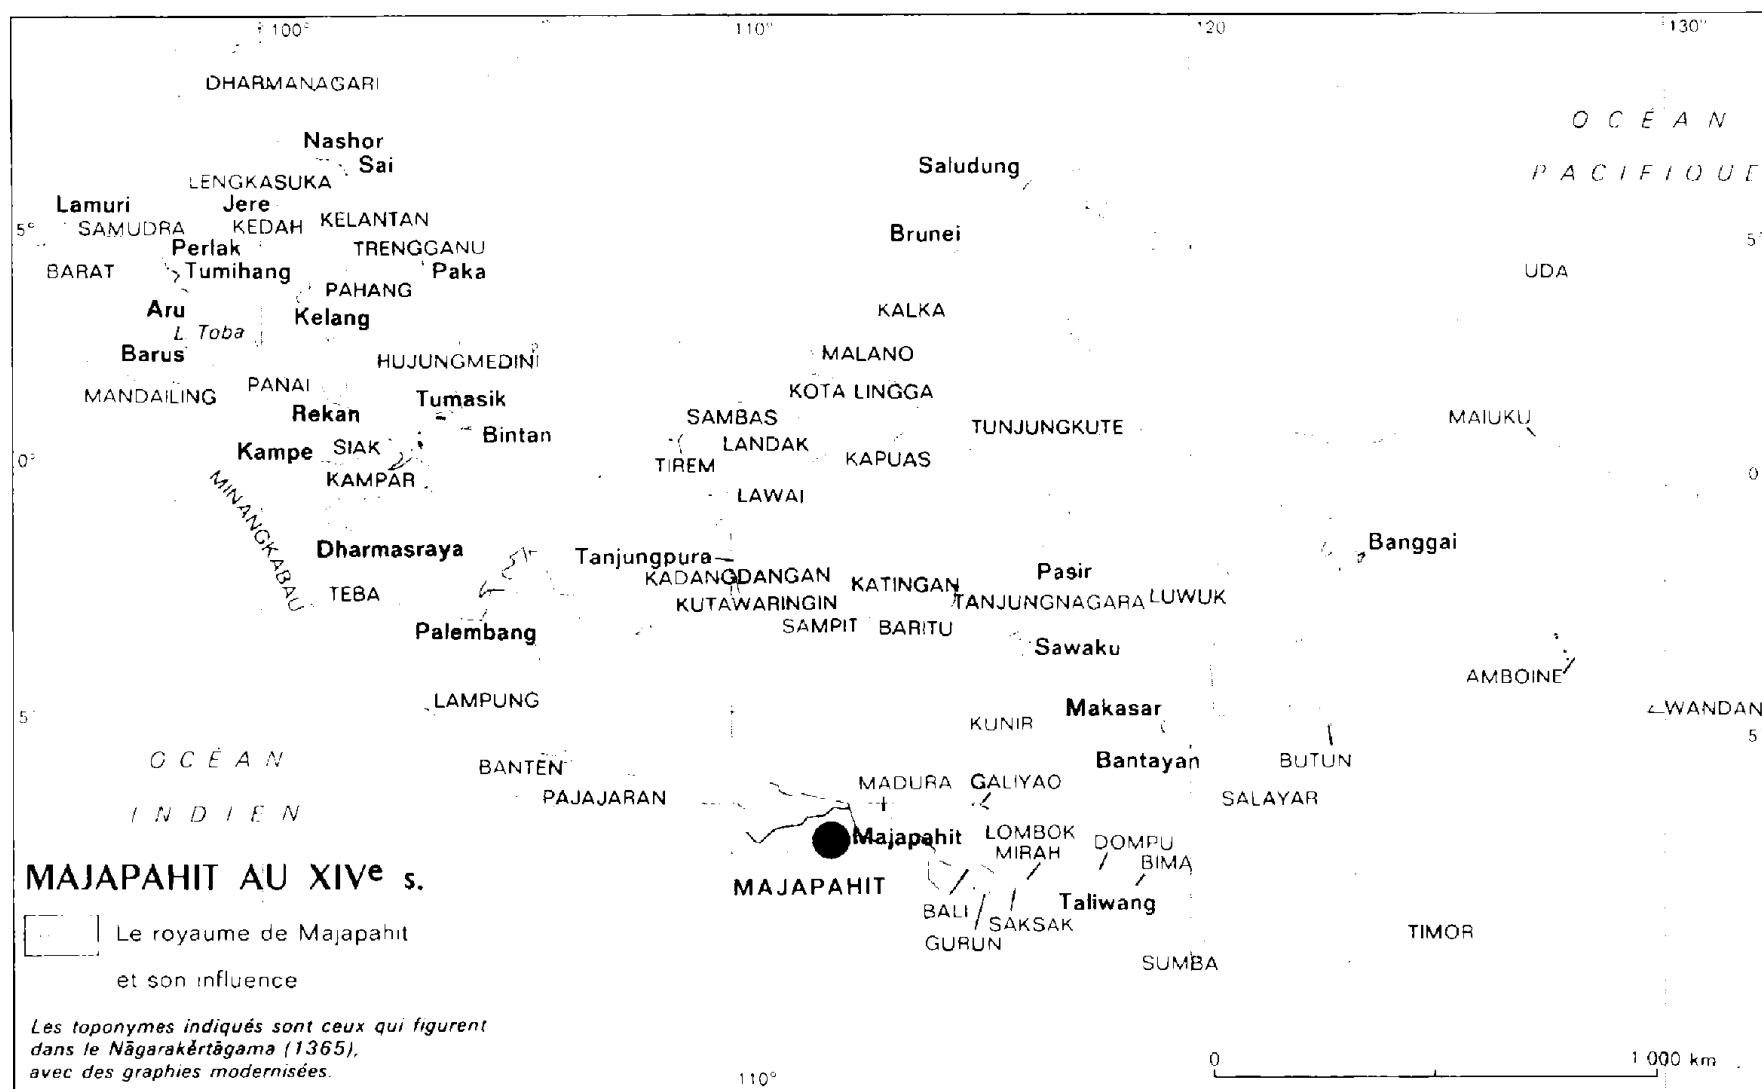 100°
110°
120
130°
DHARMANAGARI
OCÉAN
PACIFIQUE
Nashor
Sai
Saludung
LENGKASUKA
Lamuri
Jere
KELANTAN
5°
SAMUDRA
KEDAH
Brunei
5°
Perlak
TRENGGANU
BARAT
Tumihang
Paka
UDA
PAHANG
Aru
Kelang
KALKA
L. Toba
Barus
HUJUNGMEDINI
MALANO
MANDAILING
PANAI
KOTA LINGGA
Rekan
Tumasik
SAMBAS
MAIUKU
Bintan
TUNJUNGKUTE
Kampe
SIAK
LANDAK
0°
TIREM
KAPUAS
0
KAMPAR
LAWAI
MINANGKABAU
Dharmasraya
Tanjungpura
Banggai
KADANGDANGAN
Pasir
TEBA
KATINGAN
KUTAWARINGIN
TANJUNGNAGARA
LUWUK
Palembang
SAMPIT
BARITU
Sawaku
AMBOINE
LAMPUNG
Makasar
WANDAN
5°
KUNIR
5
OCÉAN
INDIEN
BANTEN
Bantayan
BUTUN
PAJAJARAN
MADURA
GALIYAO
SALAYAR
Majapahit
LOMBOK
MIRAH
DOMPU
BIMA
MAJAPAHIT AU XIVe s.
MAJAPAHIT
BALI
SAKSAK
Taliwang
GURUN
TIMOR
SUMBA
Le royaume de Majapahit
et son influence
Les toponymes indiqués sont ceux qui figurent
dans le Nāgarakěrtāgama (1365),
avec des graphies modernisées.
110°
0
1 000 km